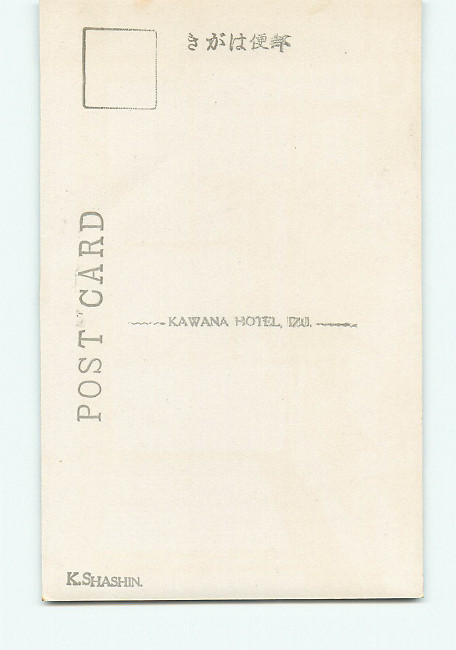 きがは便郵
POST CARD
KAWANA HOTEL, IZU.
K.SHASHIN.